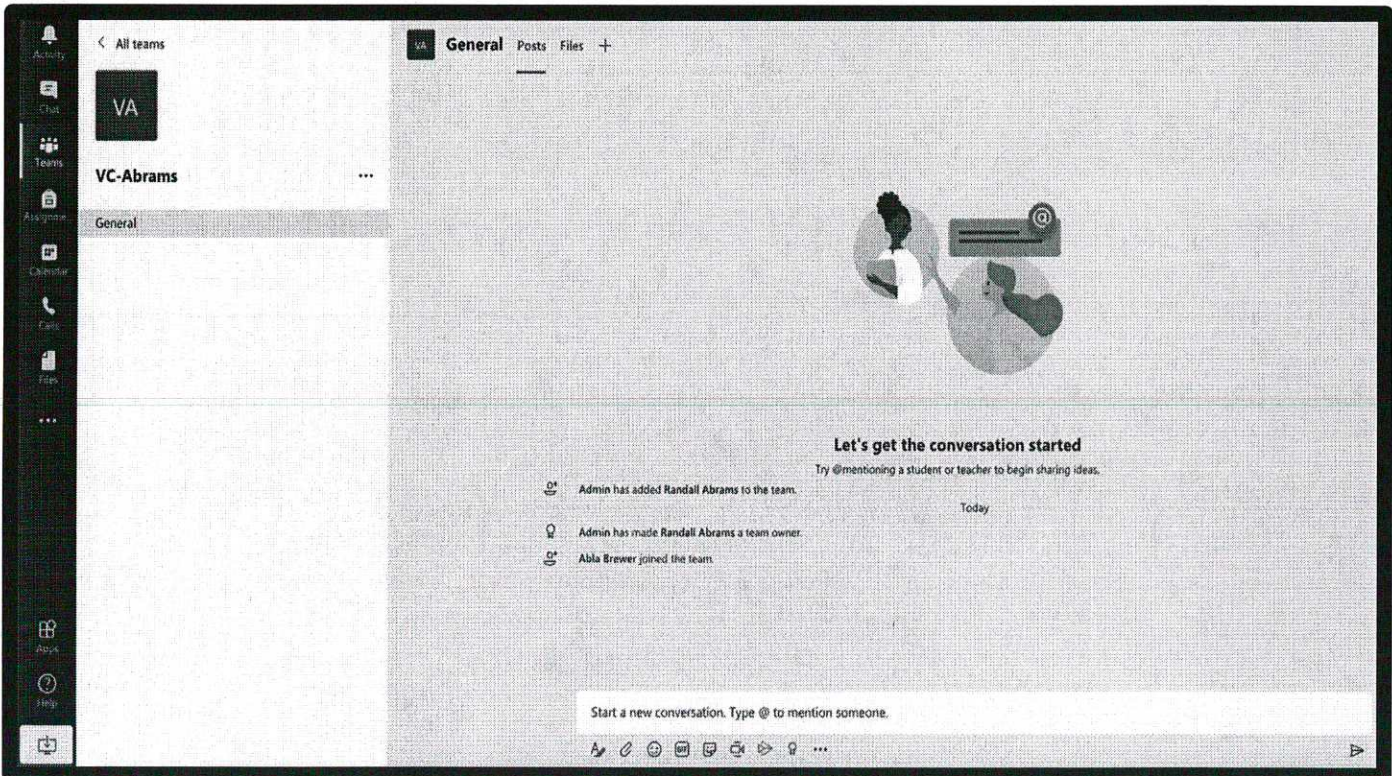 Activity
Chat
Teams
Assignme
Calendar
Calls
Files
Apps
Help
All teams
VA
VC-Abrams
General
VA General Posts Files
Let's get the conversation started
Try @mentioning a student or teacher to begin sharing ideas.
Admin has added Randall Abrams to the team.
Today
Admin has made Randall Abrams a team owner.
Abla Brewer joined the team.
Start a new conversation. Type @ to mention someone.
GIF